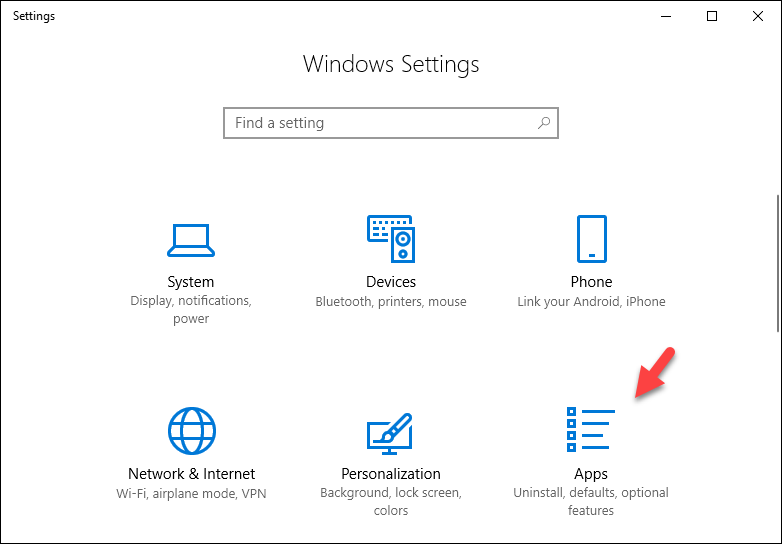 Settings
Windows Settings
Find a setting
System
Display, notifications,
power
Devices
Bluetooth, printers, mouse
Phone
Link your Android, iPhone
Network & Internet
Wi-Fi, airplane mode, VPN
Personalization
Background, lock screen,
colors
Apps
Uninstall, defaults, optional
features